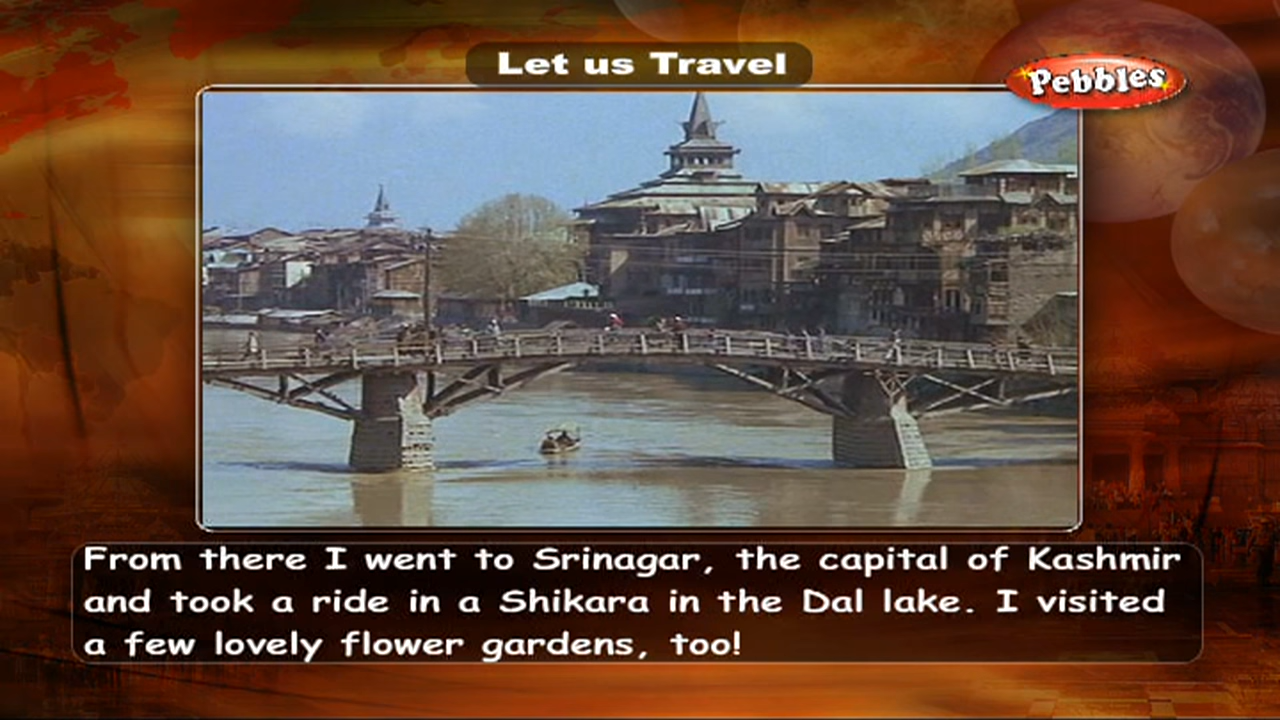 Let us Travel
Pebbles
From there I went to Srinagar, the capital of Kashmir
and took a ride in a Shikara in the Dal lake. I visited
a few lovely flower gardens, too!